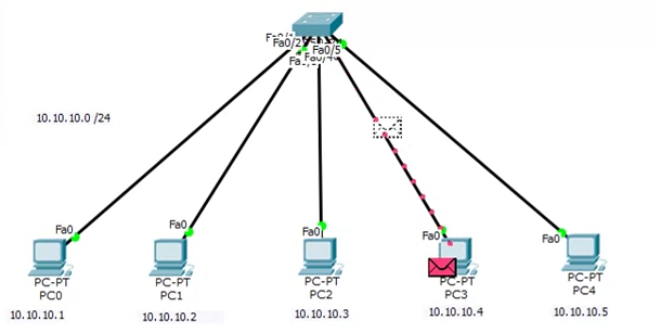 Fa0/2
Fa0/5
10.10.10.0 /24
Fa0
Fa0
Fa0
Fa0
Fa0
PC-PT
PC0
PC-PT
PC1
PC-PT
PC2
PC-PT
PC3
PC-PT
PC4
10.10.10.1
10.10.10.2
10.10.10.3
10.10.10.4
10.10.10.5